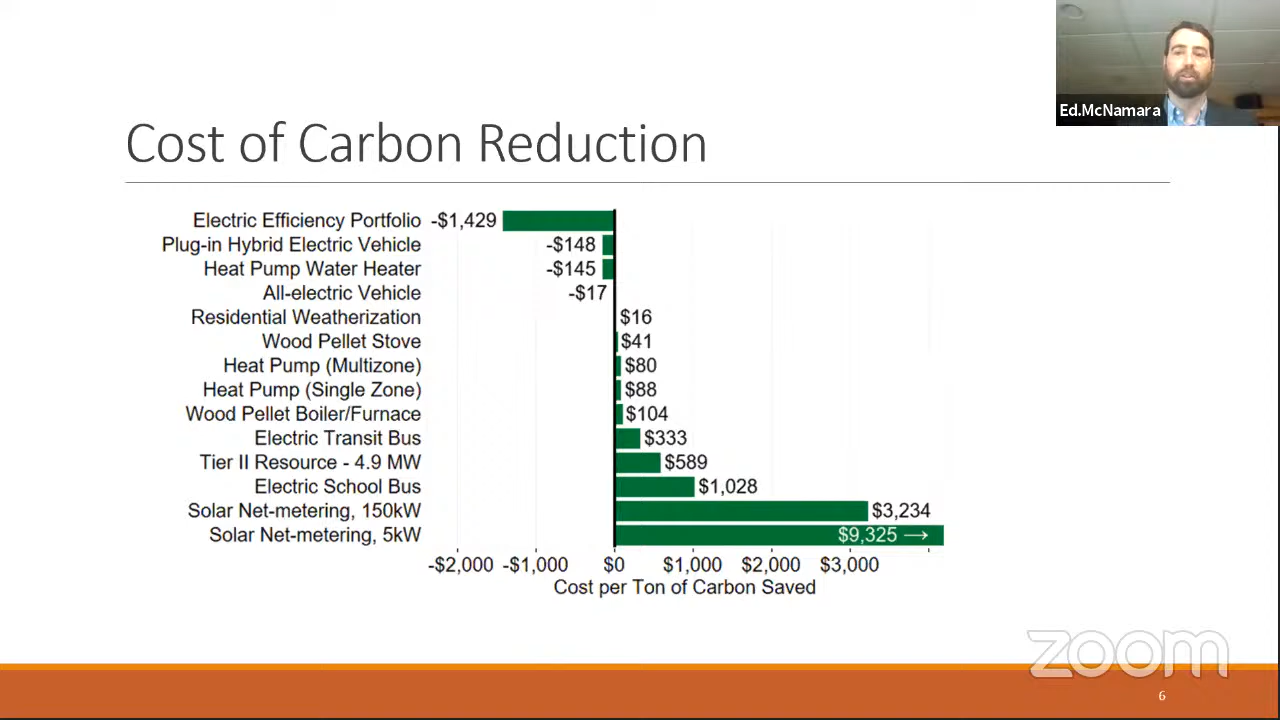 Ed.McNamara
Cost of Carbon Reduction
Electric Efficiency Portfolio -$1,429
Plug-in Hybrid Electric Vehicle -$148
Heat Pump Water Heater -$145
All-electric Vehicle -$17
Residential Weatherization $16
Wood Pellet Stove $41
Heat Pump (Multizone) $80
Heat Pump (Single Zone) $88
Wood Pellet Boiler/Furnace $104
Electric Transit Bus $333
Tier II Resource - 4.9 MW $589
Electric School Bus $1,028
Solar Net-metering, 150kW $3,234
Solar Net-metering, 5kW $9,325 →
-$2,000 -$1,000 $0 $1,000 $2,000 $3,000
Cost per Ton of Carbon Saved
zoom
6